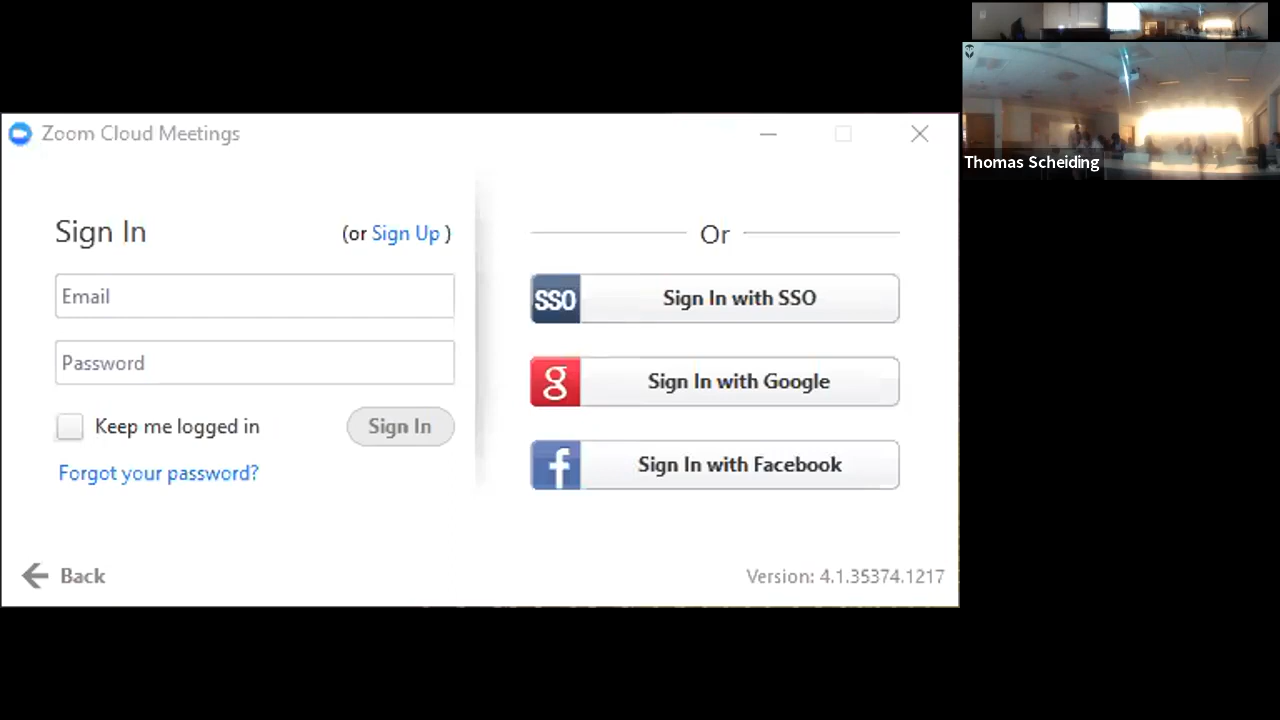 Zoom Cloud Meetings
Thomas Scheiding
Sign In
(or Sign Up )
Or
Email
SSO Sign In with SSO
Password
g Sign In with Google
Keep me logged in
Sign In
f Sign In with Facebook
Forgot your password?
Back
Version: 4.1.35374.1217